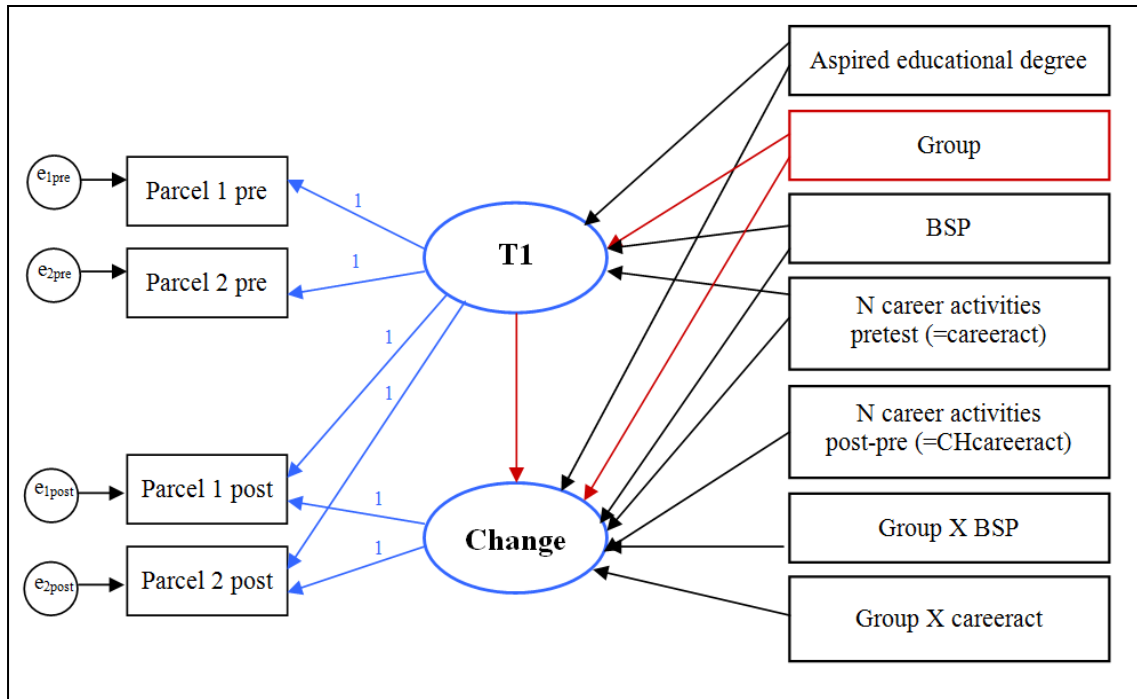 Aspired educational degree
Group
e1pre
Parcel 1 pre
1
BSP
T1
e2pre
Parcel 2 pre
1
N career activities
pretest (=careeract)
1
1
N career activities
post-pre (=CHcareeract)
e1post
Parcel 1 post
1
Change
Group X BSP
e2post
Parcel 2 post
1
Group X careeract